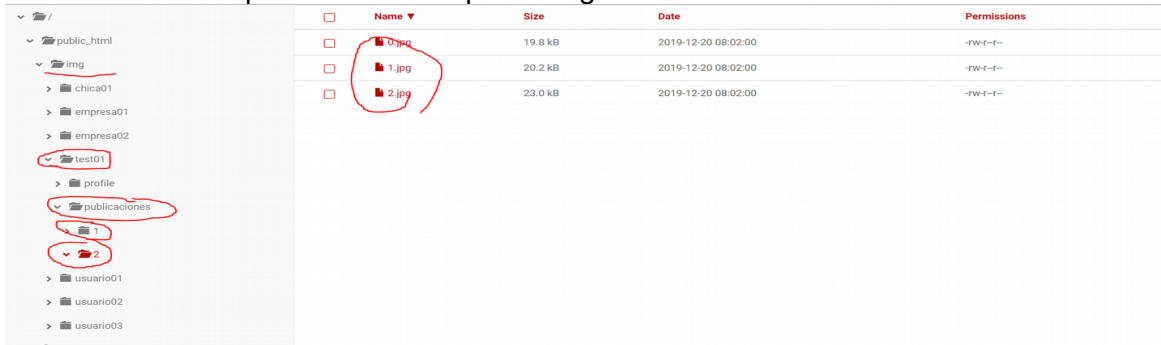 /
Name ▼ Size Date Permissions
public_html
0.jpg 19.8 kB 2019-12-20 08:02:00 -rw-r--r--
img
1.jpg 20.2 kB 2019-12-20 08:02:00 -rw-r--r--
chica01
2.jpg 23.0 kB 2019-12-20 08:02:00 -rw-r--r--
empresa01
empresa02
test01
profile
publicaciones
1
2
usuario01
usuario02
usuario03